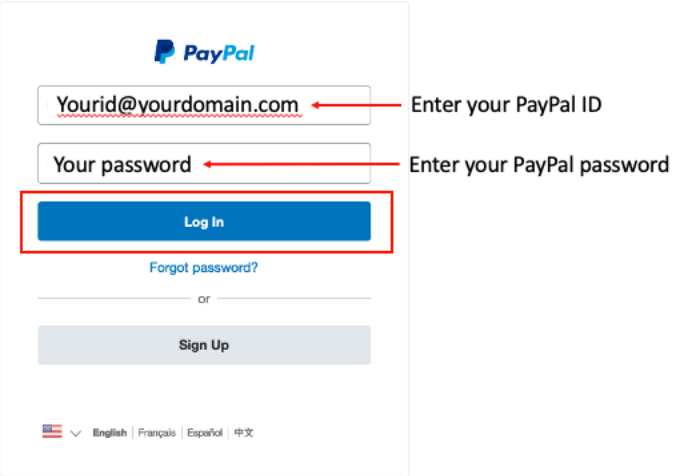 PayPal
Yourid@yourdomain.com Enter your PayPal ID
Your password Enter your PayPal password
Log In
Forgot password?
or
Sign Up
English | Français | Español | 中文